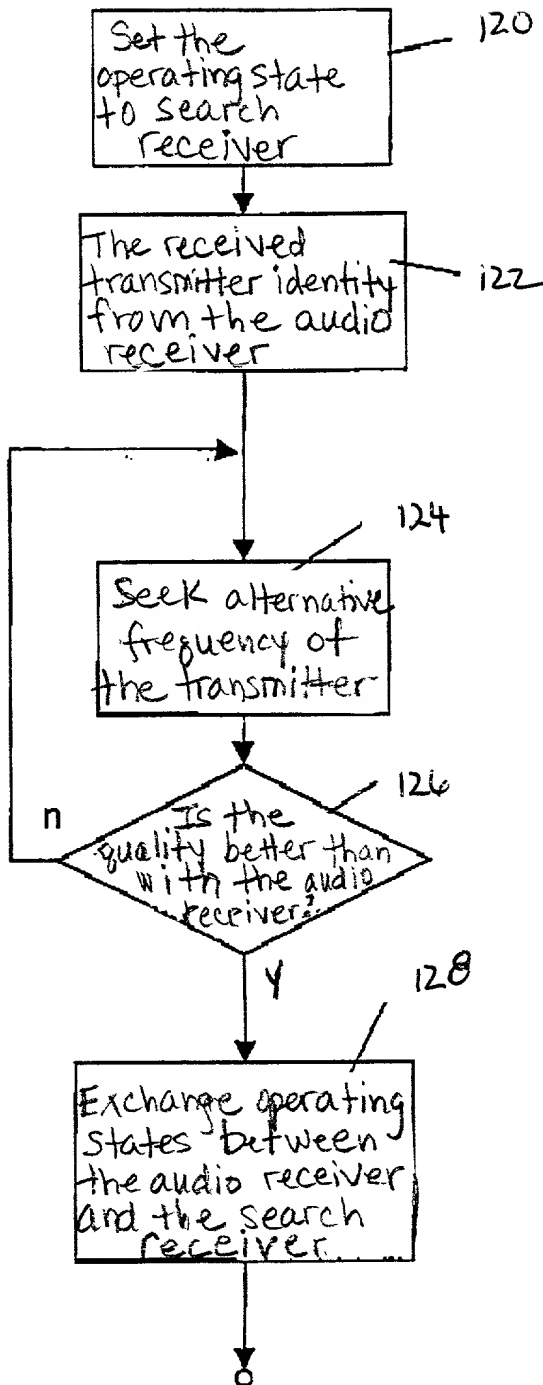 Set the
operating state
to search
receiver
120
The received
transmitter identity
from the audio
receiver
122
124
Seek alternative
frequency of
the transmitter
126
n
Is the
quality better than
with the audio
receiver?
y
128
Exchange operating
states between
the audio receiver
and the search
receiver